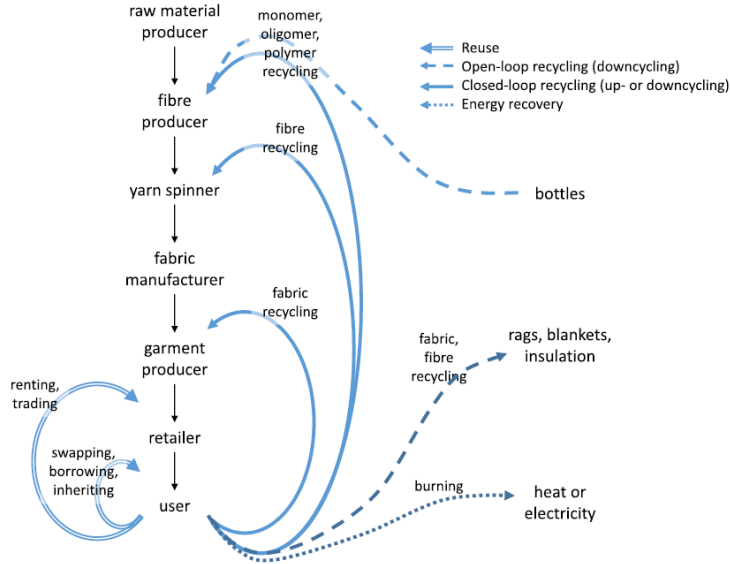 raw material
producer
monomer,
oligomer,
polymer
recycling
Reuse
Open-loop recycling (downcycling)
Closed-loop recycling (up- or downcycling)
Energy recovery
fibre
producer
fibre
recycling
yarn spinner
bottles
fabric
manufacturer
fabric
recycling
garment
producer
fabric,
fibre
recycling
rags, blankets,
insulation
renting,
trading
retailer
swapping,
borrowing,
inheriting
user
burning
heat or
electricity